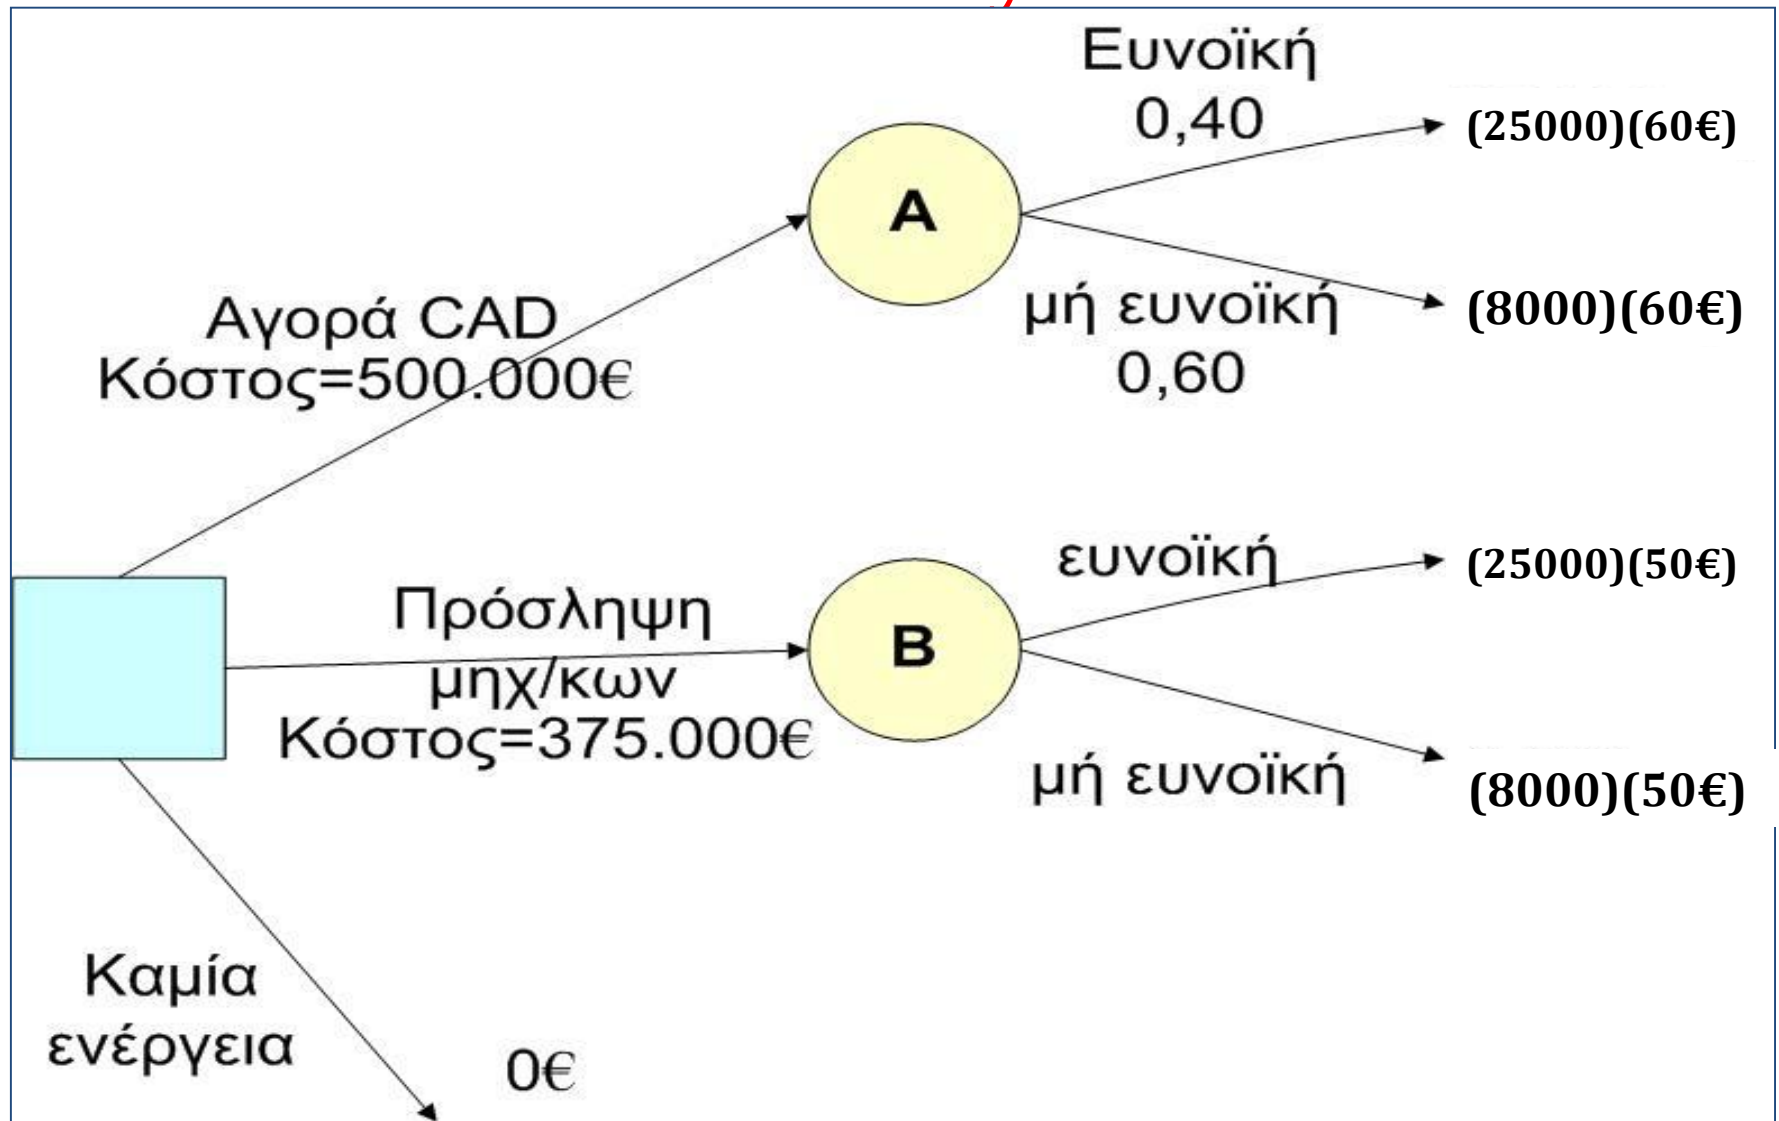 Ευνοϊκή
0,40
(25000)(60€)
A
μή ευνοϊκή
0,60
(8000)(60€)
Αγορά CAD
Κόστος=500.000€
ευνοϊκή
(25000)(50€)
Πρόσληψη
μηχ/κων
Κόστος=375.000€
B
μή ευνοϊκή
(8000)(50€)
Καμία
ενέργεια
0€